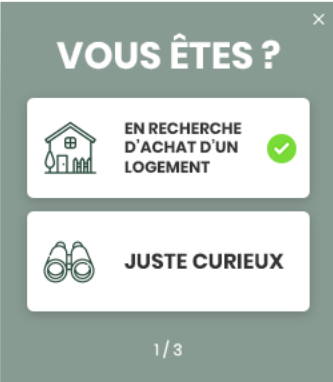 VOUS ÊTES ?
EN RECHERCHE
D'ACHAT D'UN
LOGEMENT
JUSTE CURIEUX
1 / 3